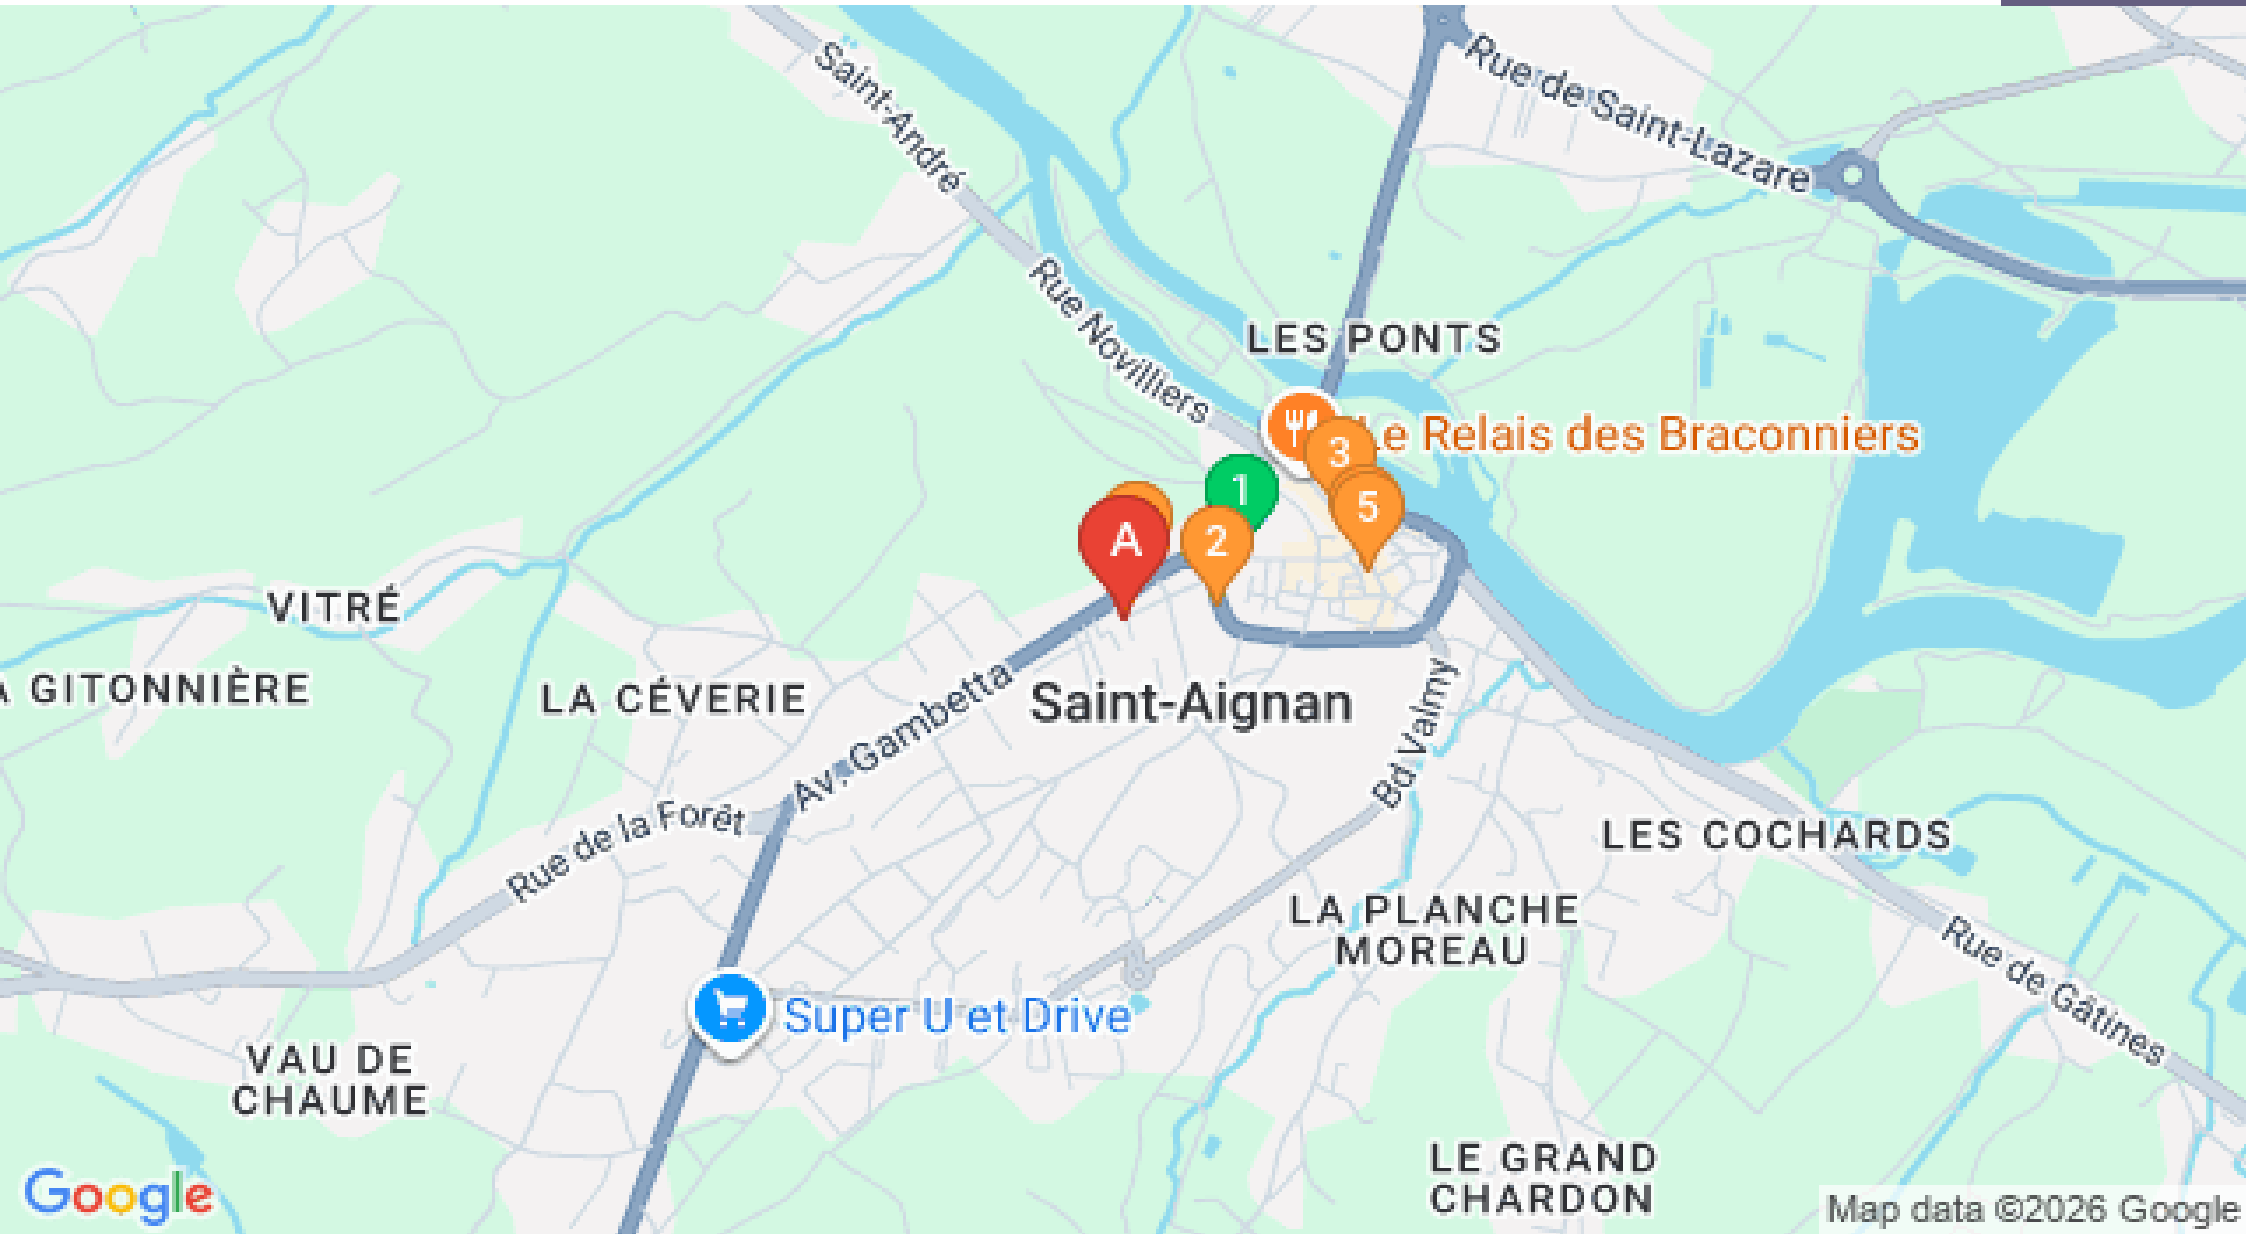 Saint-André
Rue de Saint-Lazare
Rue Novilliers
LES PONTS
Le Relais des Braconniers
3
1
5
A
2
VITRÉ
A GITONNIÈRE
LA CÉVERIE
Av. Gambetta
Saint-Aignan
Bd Valmy
Rue de la Forêt
LES COCHARDS
LA PLANCHE
MOREAU
Rue de Gâtines
Super U et Drive
VAU DE
CHAUME
LE GRAND
CHARDON
Google
Map data ©2026 Google